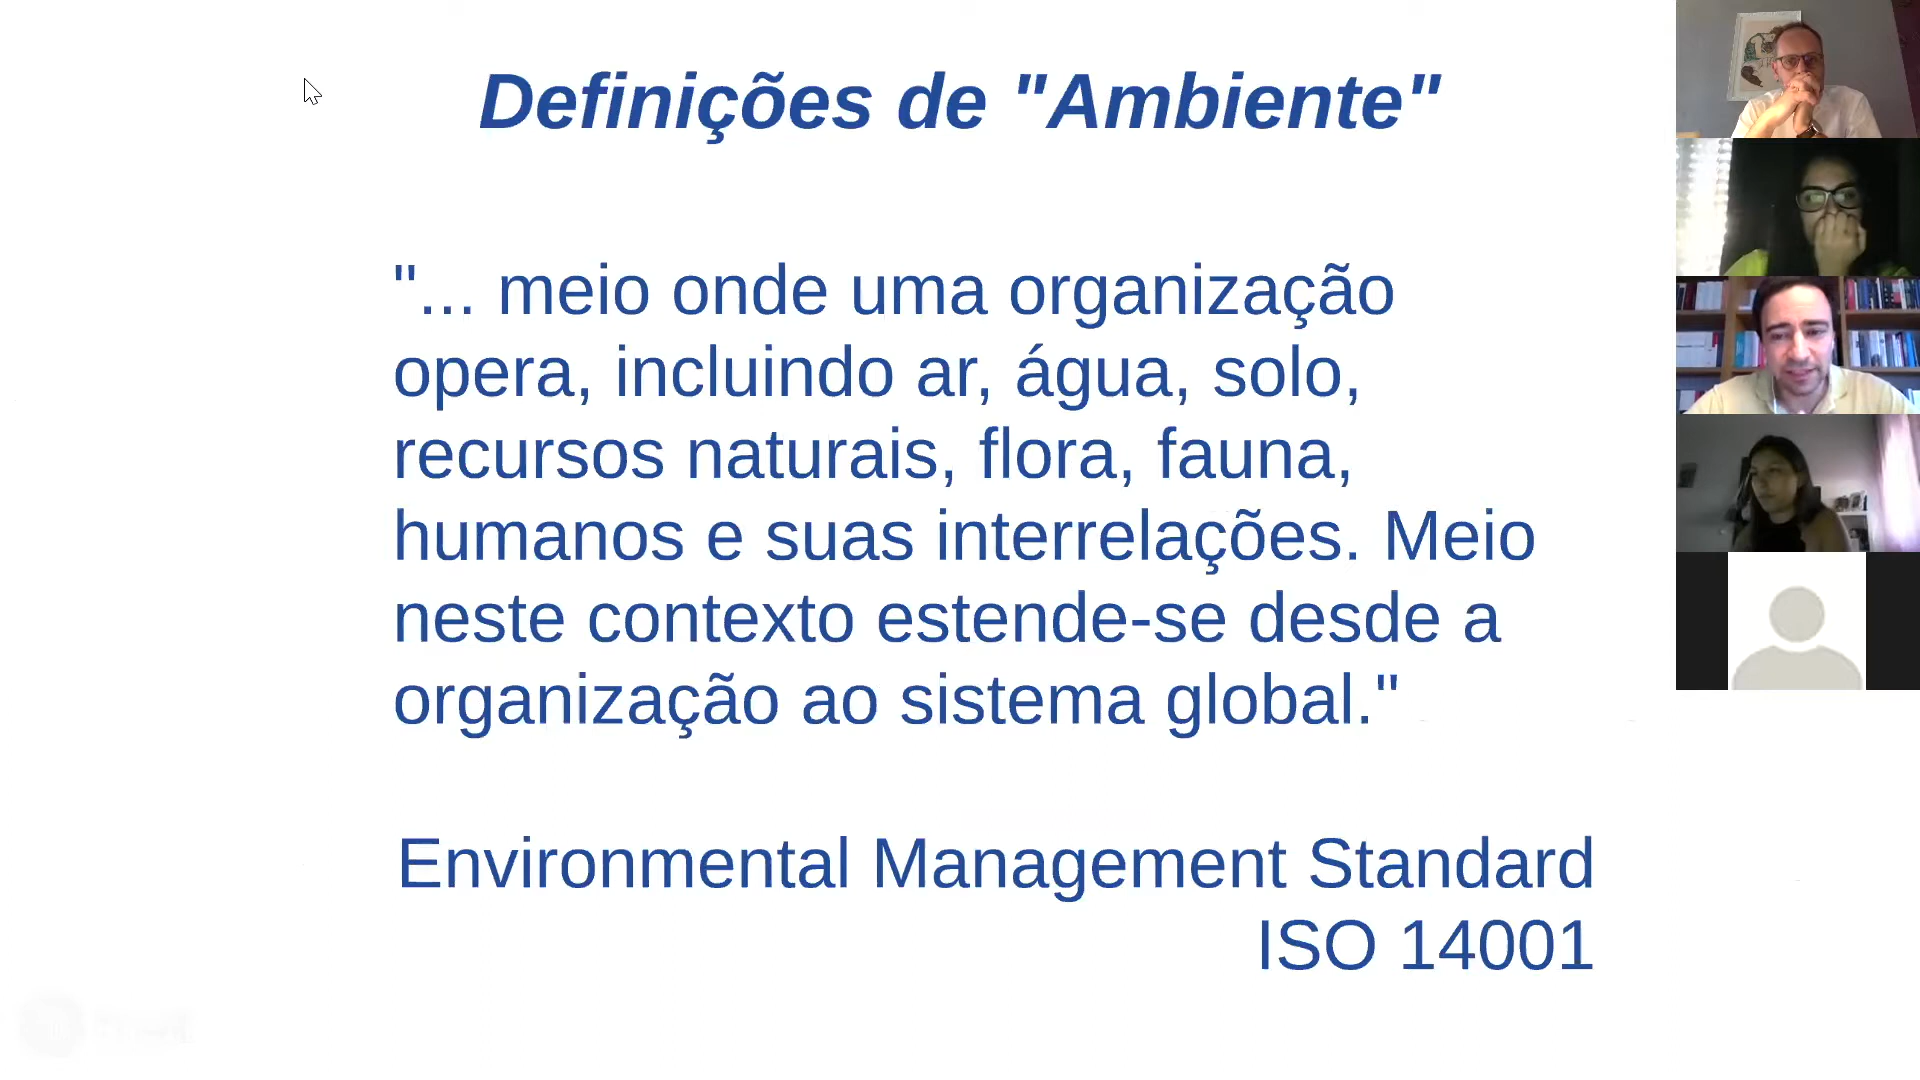 Definições de "Ambiente"
"... meio onde uma organização
opera, incluindo ar, água, solo,
recursos naturais, flora, fauna,
humanos e suas interrelações. Meio
neste contexto estende-se desde a
organização ao sistema global."
Environmental Management Standard
ISO 14001